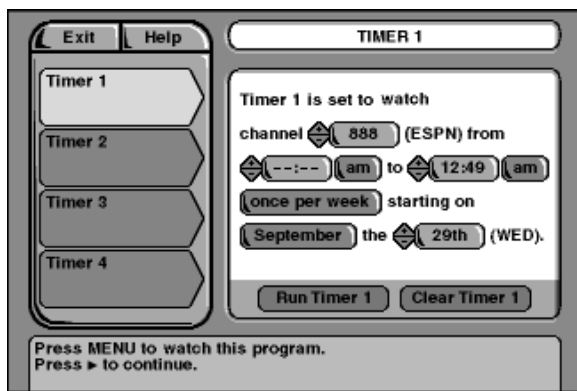 Exit Help
TIMER 1
Timer 1
Timer 2
Timer 3
Timer 4
Timer 1 is set to watch
channel 888 (ESPN) from
--:-- am to 12:49 am
once per week starting on
September the 29th (WED).
Run Timer 1 Clear Timer 1
Press MENU to watch this program.
Press ► to continue.